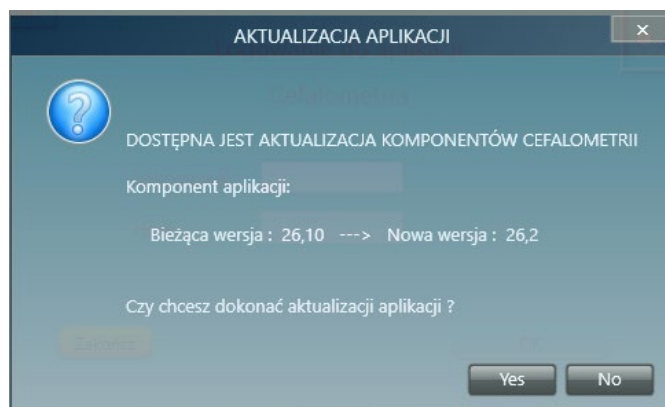 AKTUALIZACJA APLIKACJI
DOSTĘPNA JEST AKTUALIZACJA KOMPONENTÓW CEFALOMETRII
Komponent aplikacji:
Bieżąca wersja : 26,10 ---> Nowa wersja : 26,2
Czy chcesz dokonać aktualizacji aplikacji ?
Zakończ
Yes No